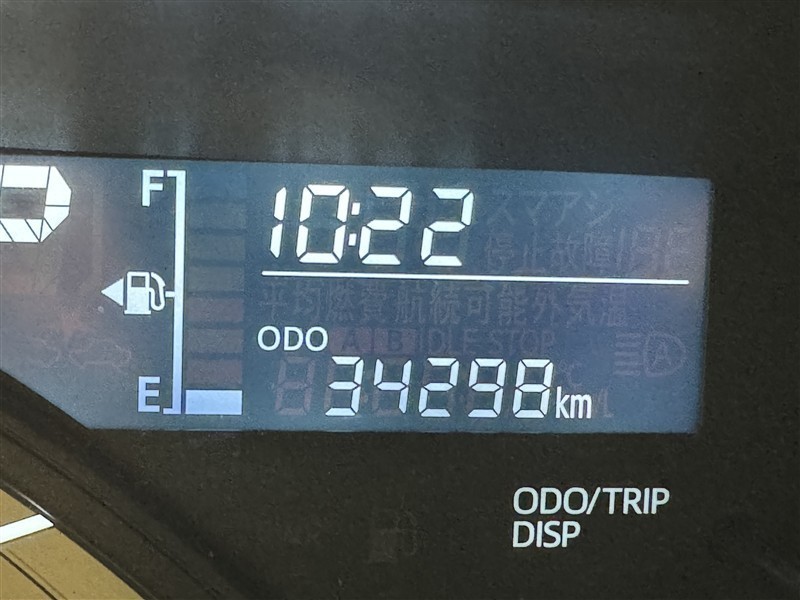 P
F
10:22
スマアシ
停止故障
平均燃費航続可能外気温
ODO A B IDLE STOP
E
34298km
ODO/TRIP
DISP